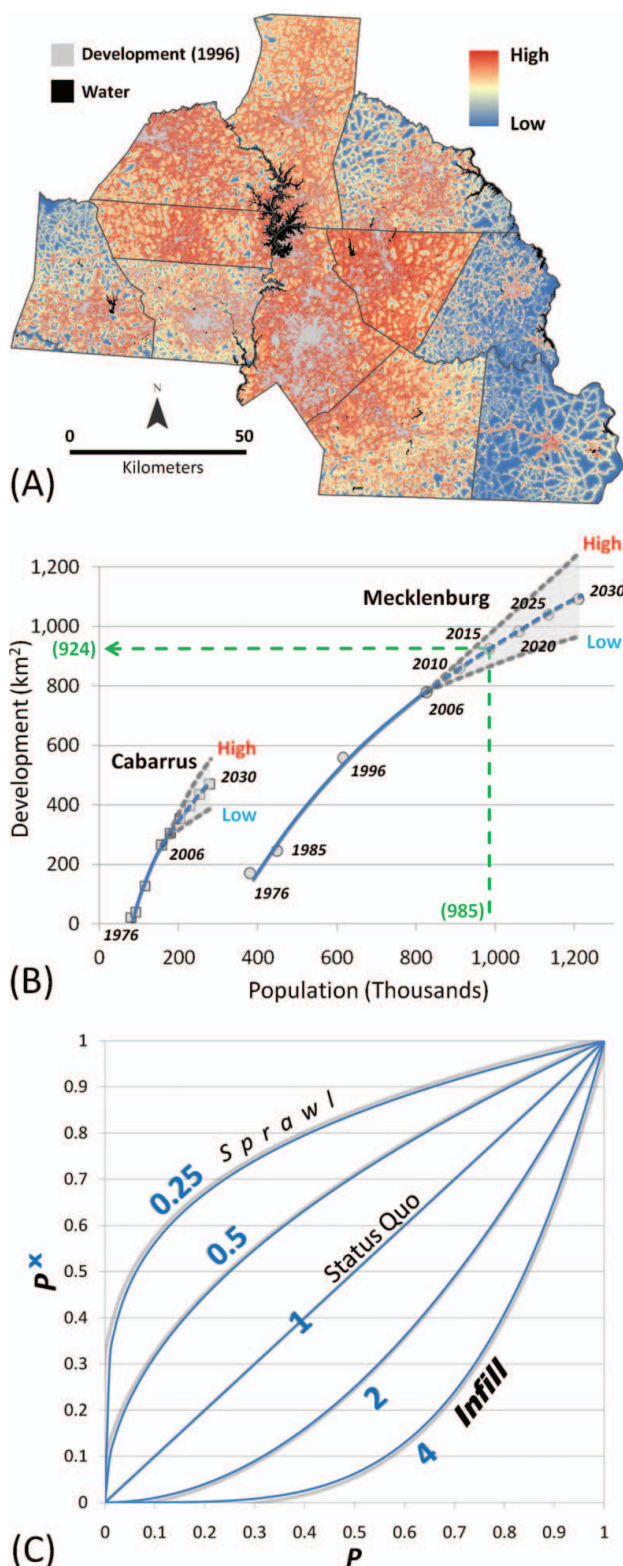 Development (1996)
Water
High
Low
N
0 50
Kilometers
(A)
1,200
1,000
800
600
400
200
0
Development (km²)
(924)
High
Mecklenburg
2030
2025
2015
2010
2020
Low
2006
Cabarrus
High
2030
1996
Low
2006
1985
1976
1976
(985)
0 200 400 600 800 1,000 1,200
Population (Thousands)
(B)
1
0.9
0.8
0.7
0.6
0.5
0.4
0.3
0.2
0.1
0
Pˣ
Sprawl
0.25
0.5
Status Quo
1
2
Infill
4
0 0.1 0.2 0.3 0.4 0.5 0.6 0.7 0.8 0.9 1
P
(C)